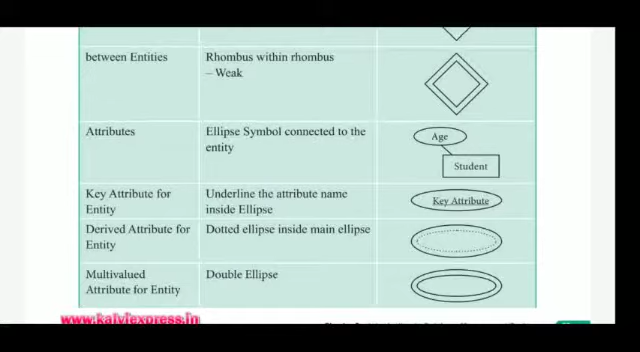 between Entities
Rhombus within rhombus
– Weak
Attributes
Ellipse Symbol connected to the
entity
Age
Student
Key Attribute for
Entity
Underline the attribute name
inside Ellipse
Key Attribute
Derived Attribute for
Entity
Dotted ellipse inside main ellipse
Multivalued
Attribute for Entity
Double Ellipse
www.kalviexpress.in